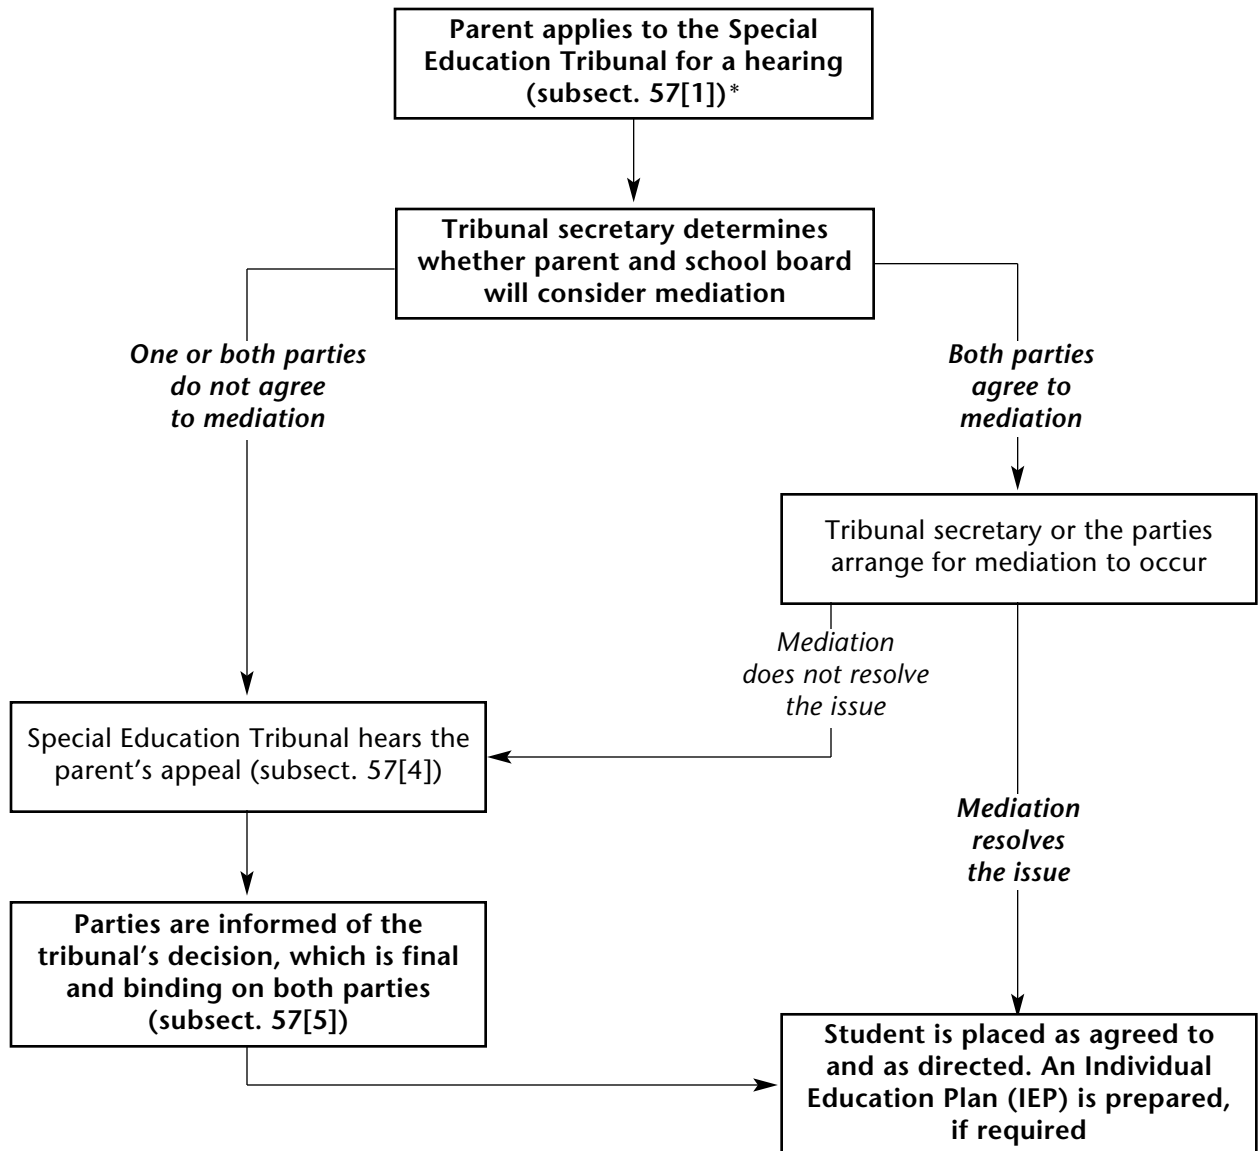 Parent applies to the Special
Education Tribunal for a hearing
(subsect. 57[1])*
Tribunal secretary determines
whether parent and school board
will consider mediation
One or both parties
do not agree
to mediation
Both parties
agree to
mediation
Tribunal secretary or the parties
arrange for mediation to occur
Mediation
does not resolve
the issue
Special Education Tribunal hears the
parent’s appeal (subsect. 57[4])
Mediation
resolves
the issue
Parties are informed of the
tribunal’s decision, which is final
and binding on both parties
(subsect. 57[5])
Student is placed as agreed to
and as directed. An Individual
Education Plan (IEP) is prepared,
if required